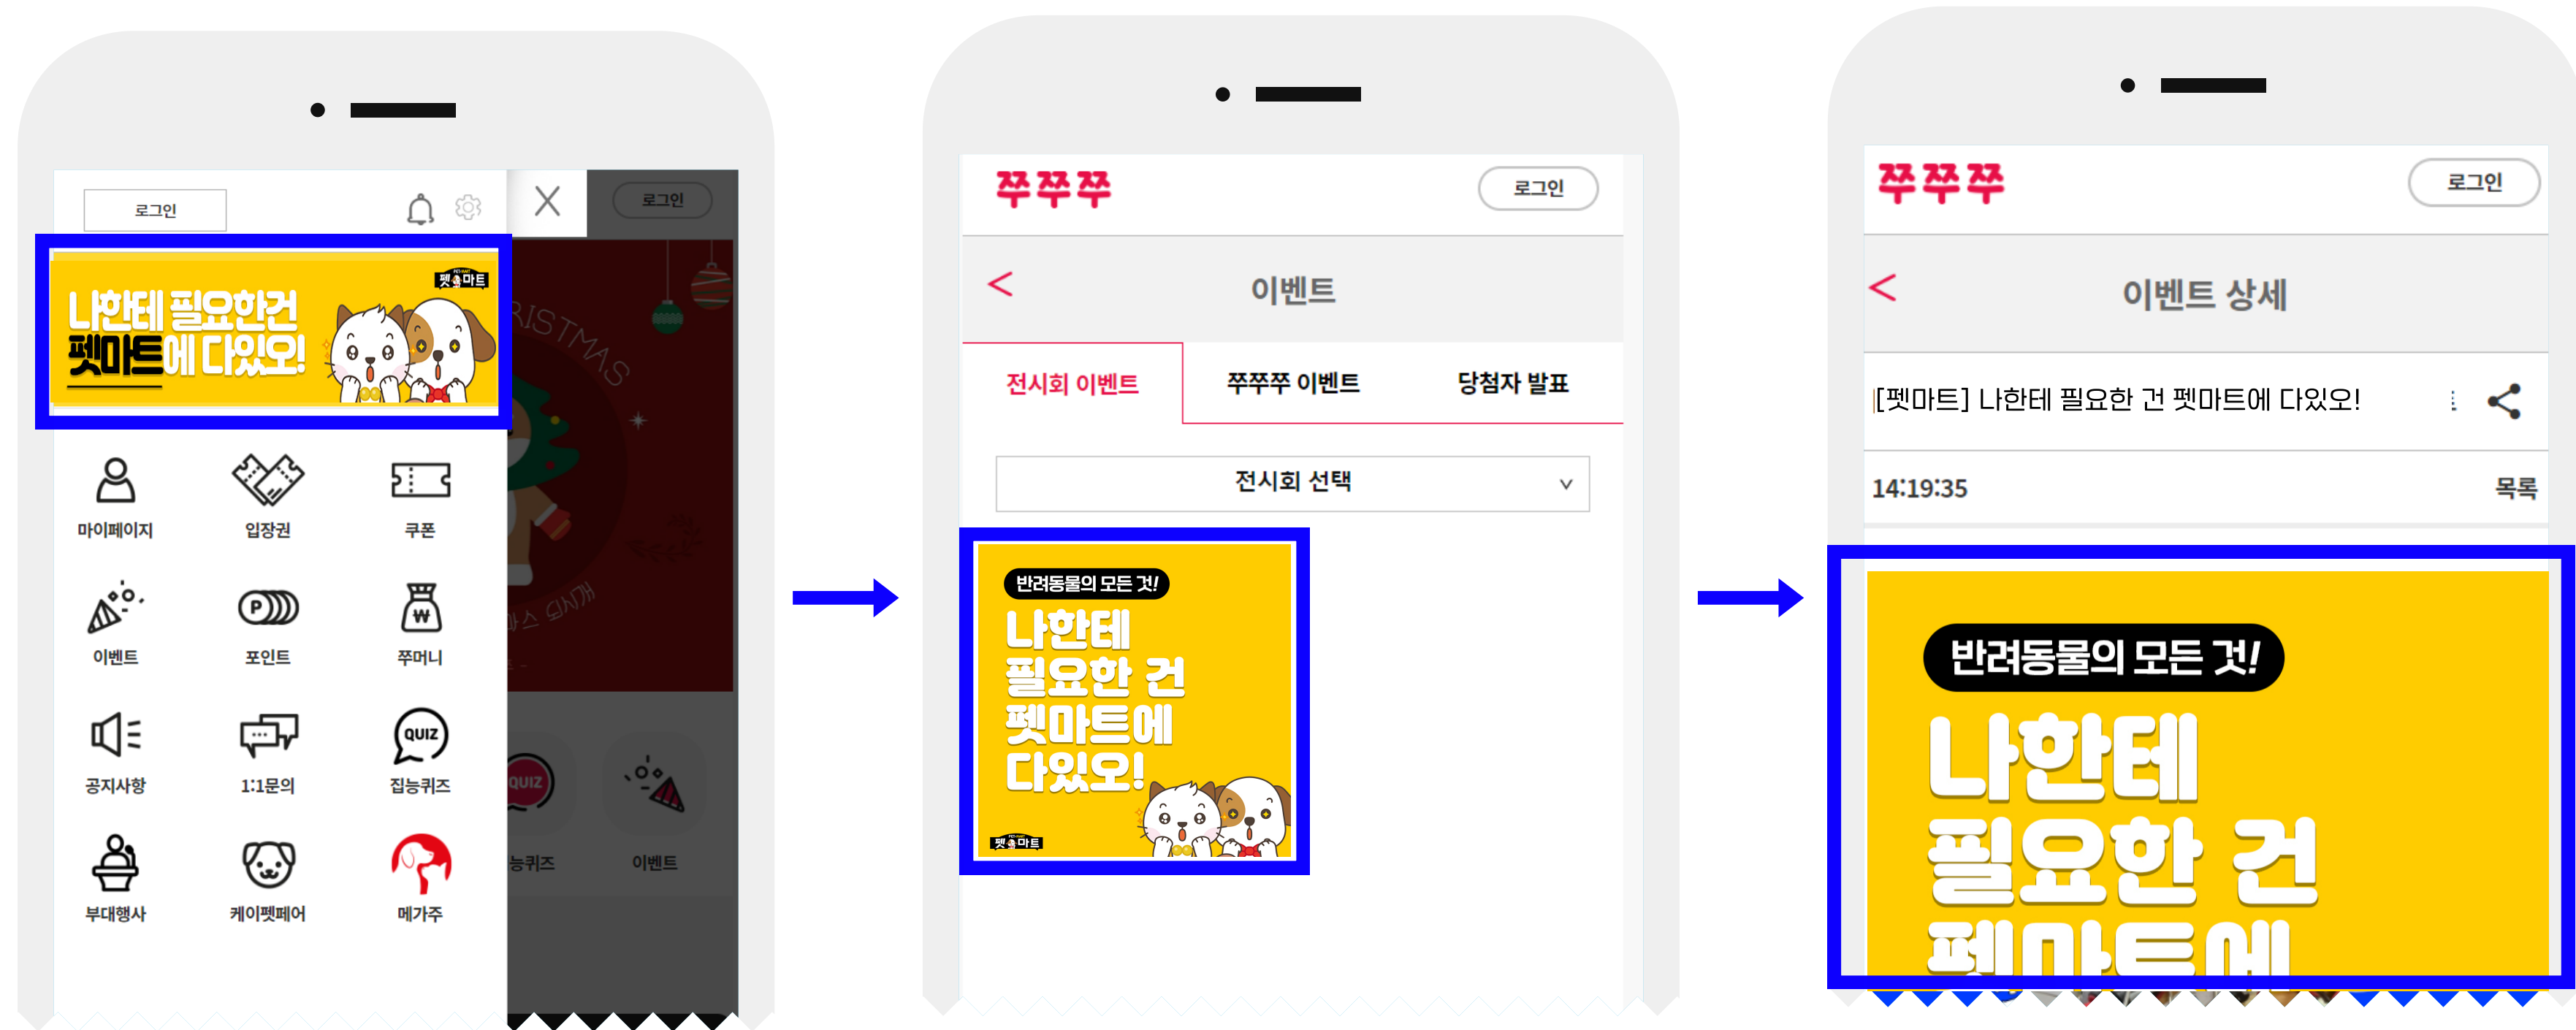 로그인
로그인
펫마트
나한테 필요한건
펫마트에 다있오!
마이페이지
입장권
쿠폰
이벤트
포인트
쭈머니
공지사항
1:1문의
QUIZ
집능퀴즈
부대행사
케이펫페어
메가주
QUIZ
능퀴즈
이벤트
쭈쭈쭈
로그인
<
이벤트
전시회 이벤트
쭈쭈쭈 이벤트
당첨자 발표
전시회 선택
반려동물의 모든 것!
나한테
필요한 건
펫마트에
다있오!
펫마트
쭈쭈쭈
로그인
<
이벤트 상세
[펫마트] 나한테 필요한 건 펫마트에 다있오!
14:19:35
목록
반려동물의 모든 것!
나한테
필요한 건
펫마트에